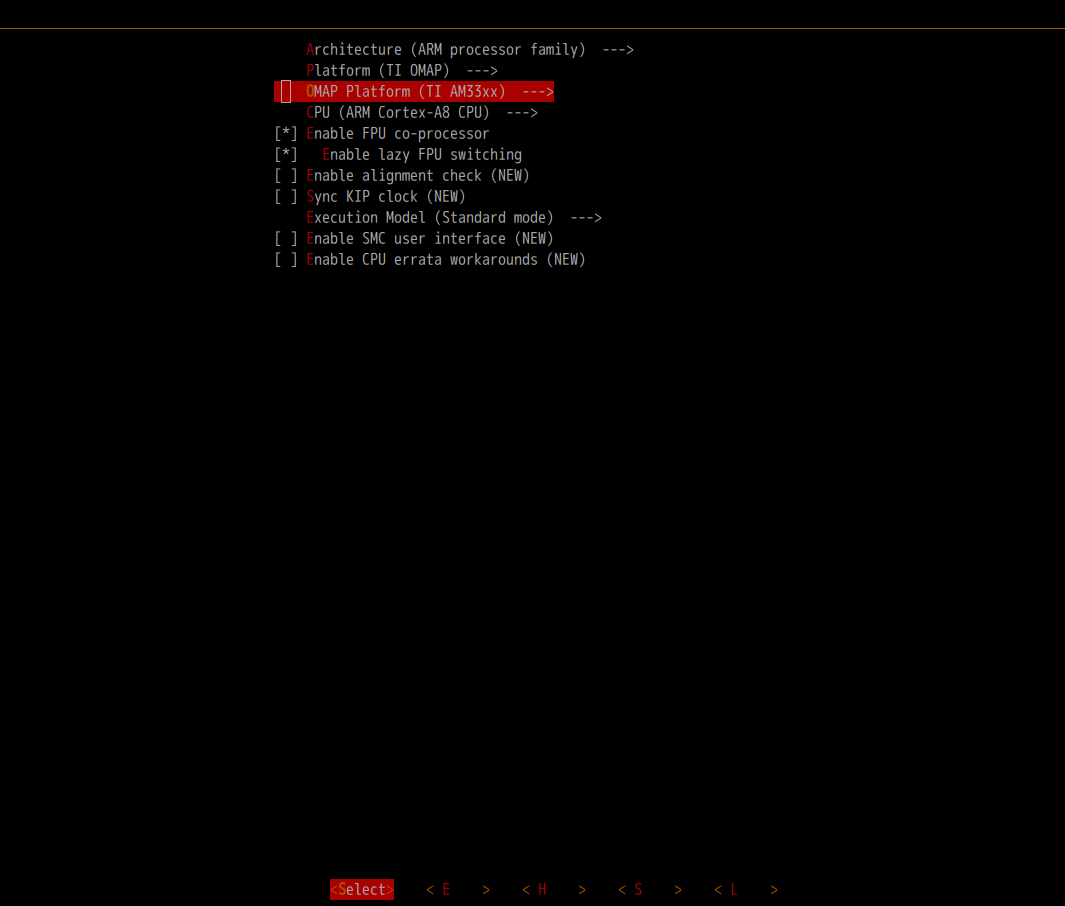 Architecture (ARM processor family)  --->
Platform (TI OMAP)  --->
OMAP Platform (TI AM33xx)  --->
CPU (ARM Cortex-A8 CPU)  --->
[*] Enable FPU co-processor
[*]   Enable lazy FPU switching
[ ] Enable alignment check (NEW)
[ ] Sync KIP clock (NEW)
Execution Model (Standard mode)  --->
[ ] Enable SMC user interface (NEW)
[ ] Enable CPU errata workarounds (NEW)
<Select>    < E    >    < H    >    < S    >    < L    >